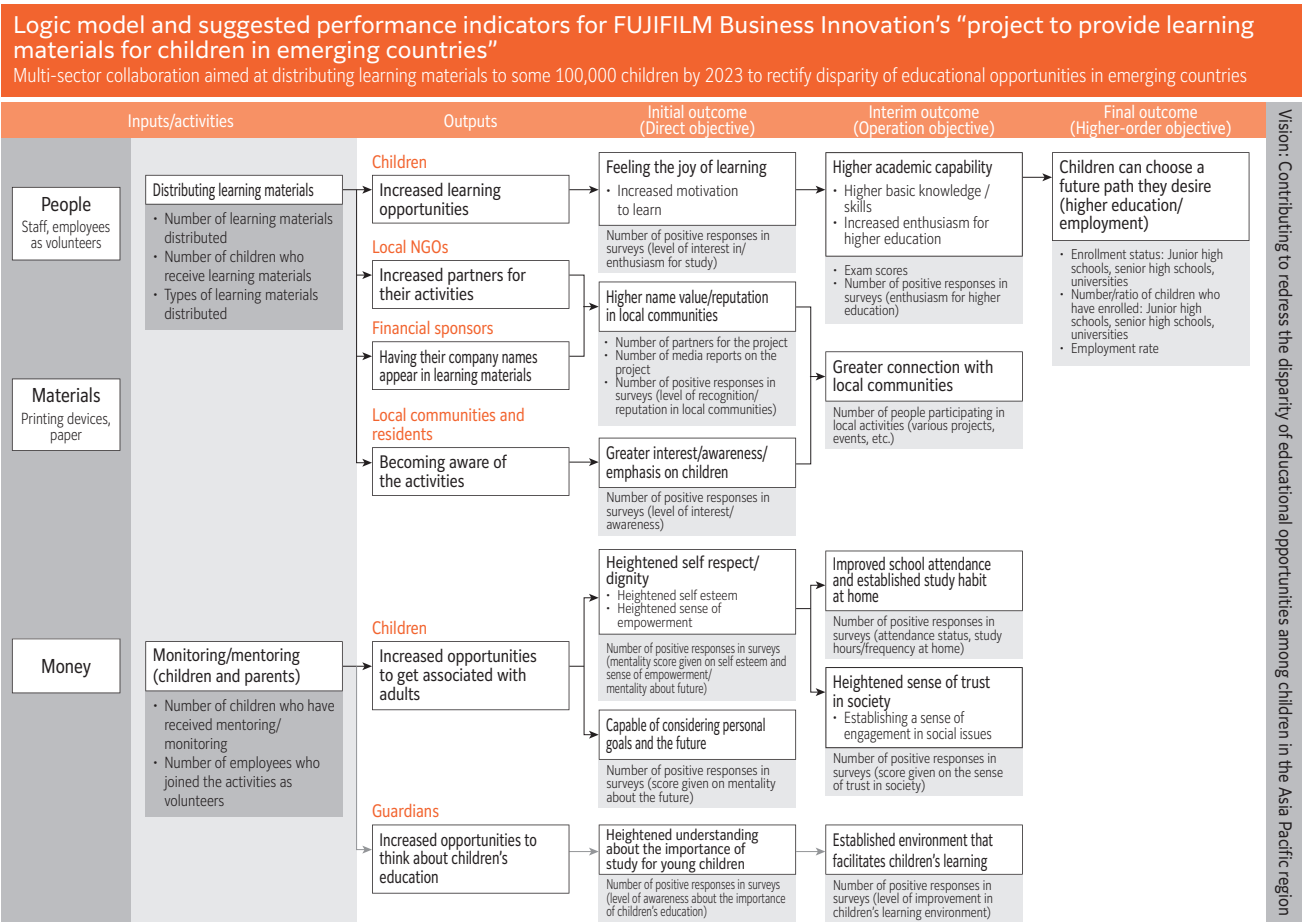 Logic model and suggested performance indicators for FUJIFILM Business Innovation's “project to provide learning
materials for children in emerging countries”
Multi-sector collaboration aimed at distributing learning materials to some 100,000 children by 2023 to rectify disparity of educational opportunities in emerging countries
Inputs/activities
Outputs
Initial outcome
(Direct objective)
Interim outcome
(Operation objective)
Final outcome
(Higher-order objective)
People
Staff, employees
as volunteers
Materials
Printing devices,
paper
Money
Distributing learning materials
• Number of learning materials
distributed
• Number of children who
receive learning materials
• Types of learning materials
distributed
Monitoring/mentoring
(children and parents)
• Number of children who have
received mentoring/
monitoring
• Number of employees who
joined the activities as
volunteers
Children
Increased learning
opportunities
Local NGOs
Increased partners for
their activities
Financial sponsors
Having their company names
appear in learning materials
Local communities and
residents
Becoming aware of
the activities
Children
Increased opportunities
to get associated with
adults
Guardians
Increased opportunities to
think about children's
education
Feeling the joy of learning
• Increased motivation
to learn
Number of positive responses in
surveys (level of interest in/
enthusiasm for study)
Higher name value/reputation
in local communities
• Number of partners for the project
• Number of media reports on the
project
• Number of positive responses in
surveys (level of recognition/
reputation in local communities)
Greater interest/awareness/
emphasis on children
Number of positive responses in
surveys (level of interest/
awareness)
Heightened self respect/
dignity
• Heightened self esteem
• Heightened sense of
empowerment
Number of positive responses in surveys
(mentality score given on self esteem and
sense of empowerment/
mentality about future)
Capable of considering personal
goals and the future
Number of positive responses in
surveys (score given on mentality
about the future)
Heightened understanding
about the importance of
study for young children
Number of positive responses in surveys
(level of awareness about the importance
of children's education)
Higher academic capability
• Higher basic knowledge /
skills
• Increased enthusiasm for
higher education
• Exam scores
• Number of positive responses in
surveys (enthusiasm for higher
education)
Greater connection with
local communities
Number of people participating in
local activities (various projects,
events, etc.)
Improved school attendance
and established study habit
at home
Number of positive responses in
surveys (attendance status, study
hours/frequency at home)
Heightened sense of trust
in society
• Establishing a sense of
engagement in social issues
Number of positive responses in
surveys (score given on the sense
of trust in society)
Established environment that
facilitates children's learning
Number of positive responses in
surveys (level of improvement in
children's learning environment)
Children can choose a
future path they desire
(higher education/
employment)
• Enrollment status: Junior high
schools, senior high schools,
universities
• Number/ratio of children who
have enrolled: Junior high
schools, senior high schools,
universities
• Employment rate
Vision: Contributing to redress the disparity of educational opportunities among children in the Asia Pacific region